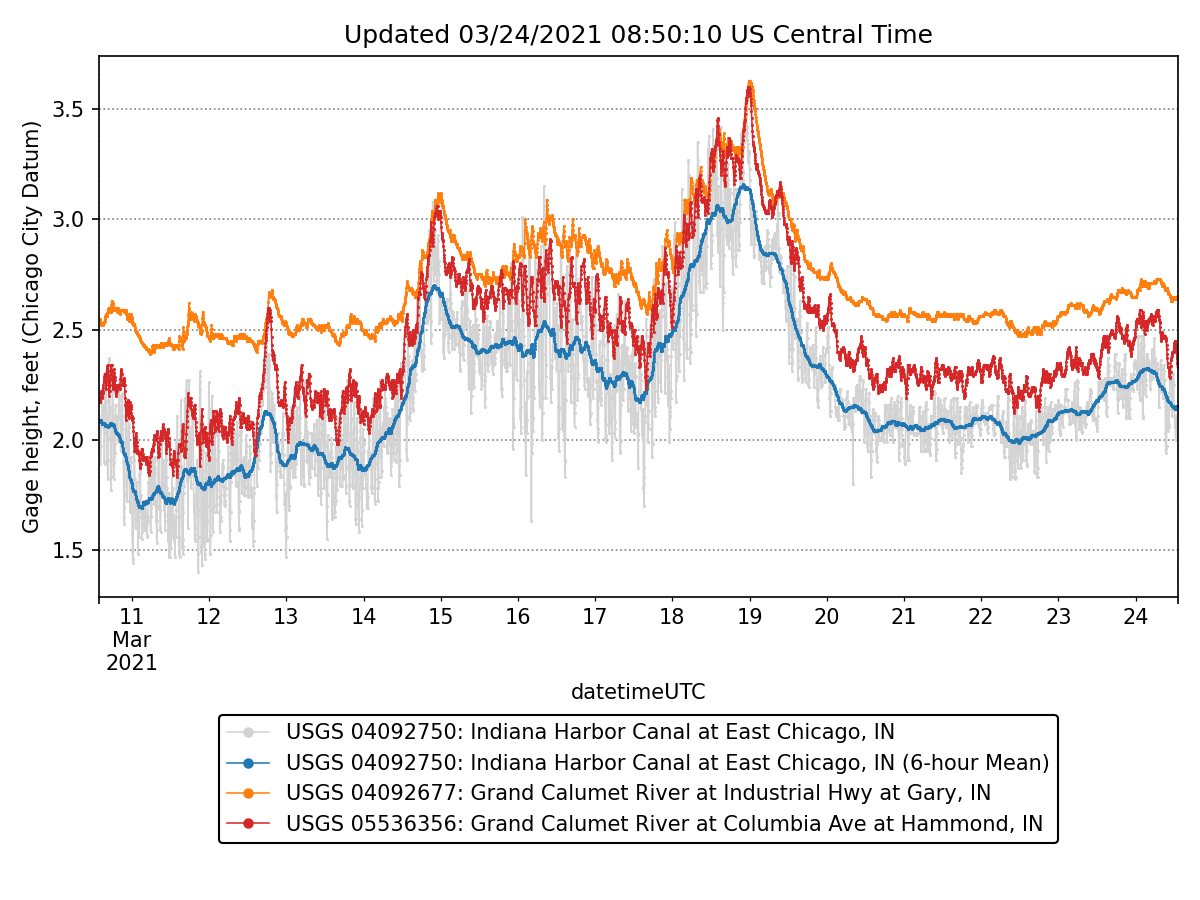 Updated 03/24/2021 08:50:10 US Central Time
Gage height, feet (Chicago City Datum)
3.5
3.0
2.5
2.0
1.5
11 12 13 14 15 16 17 18 19 20 21 22 23 24
Mar
2021
datetimeUTC
USGS 04092750: Indiana Harbor Canal at East Chicago, IN
USGS 04092750: Indiana Harbor Canal at East Chicago, IN (6-hour Mean)
USGS 04092677: Grand Calumet River at Industrial Hwy at Gary, IN
USGS 05536356: Grand Calumet River at Columbia Ave at Hammond, IN